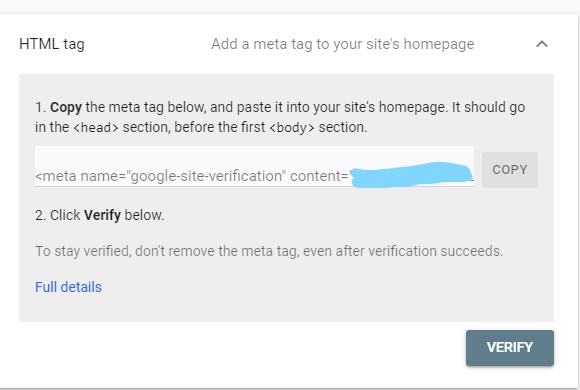 HTML tag Add a meta tag to your site's homepage
1. Copy the meta tag below, and paste it into your site's homepage. It should go
in the <head> section, before the first <body> section.
<meta name="google-site-verification" content="
COPY
2. Click Verify below.
To stay verified, don't remove the meta tag, even after verification succeeds.
Full details
VERIFY